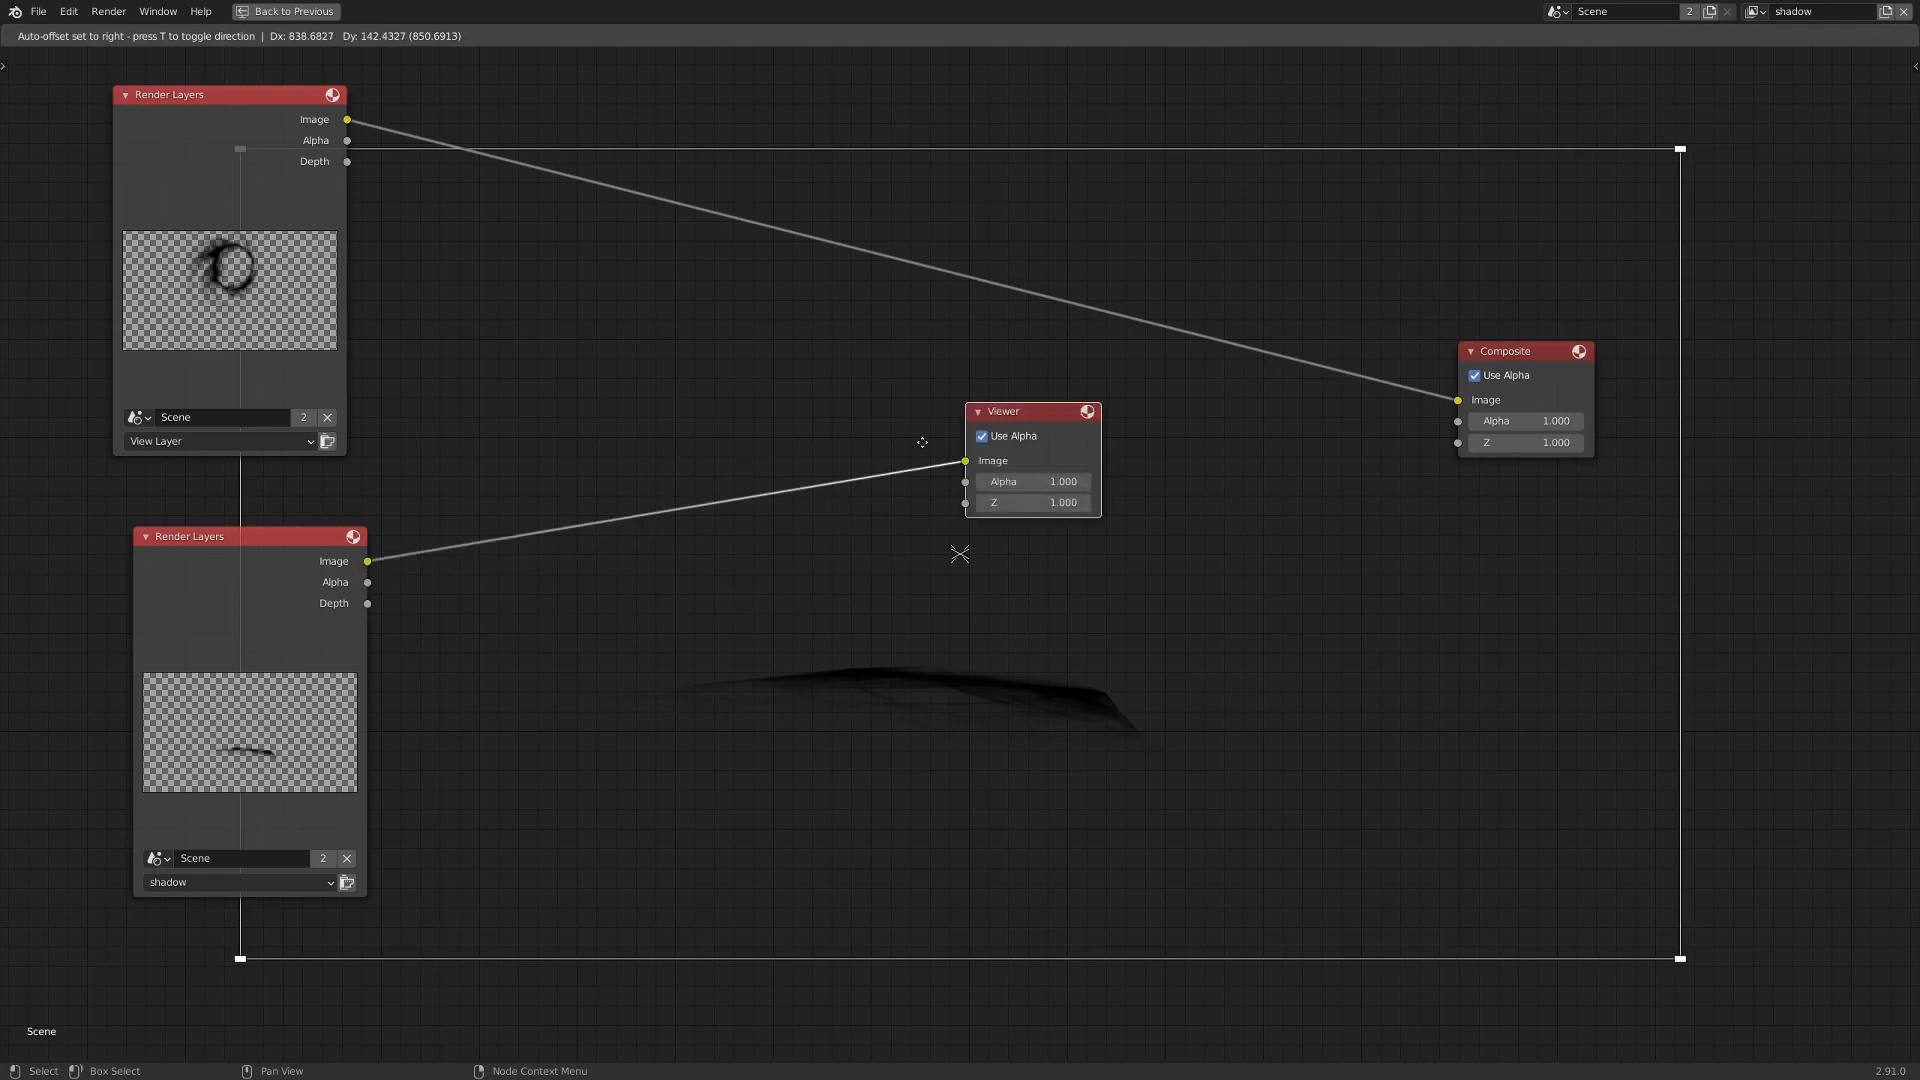 File Edit Render Window Help Back to Previous Scene 2 shadow
Auto-offset set to right - press T to toggle direction | Dx: 838.6827 Dy: 142.4327 (850.6913)
Render Layers
Image
Alpha
Depth
Scene 2
View Layer
Composite
Use Alpha
Image
Alpha 1.000
Z 1.000
Viewer
Use Alpha
Image
Alpha 1.000
Z 1.000
Render Layers
Image
Alpha
Depth
Scene 2
shadow
Scene
Select Box Select Pan View Node Context Menu 2.91.0